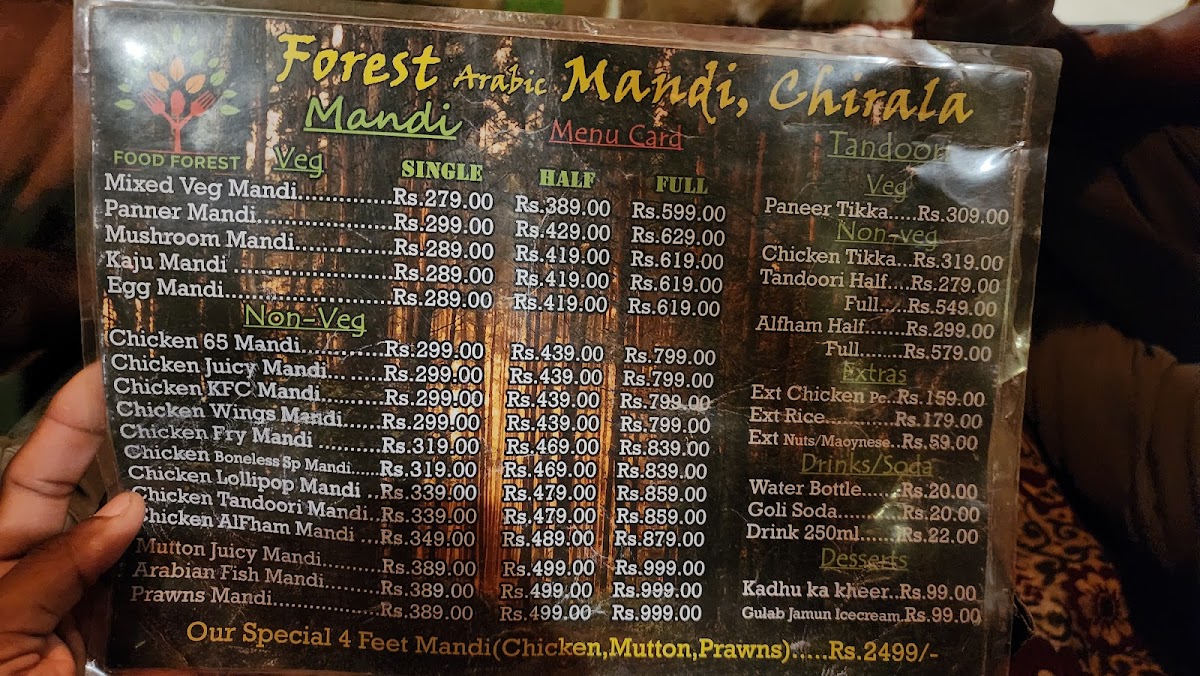 Forest Arabic Mandi, Chirala
FOOD FOREST
Mandi
Menu Card
Veg
SINGLE HALF FULL
Mixed Veg Mandi...............Rs.279.00 Rs.389.00 Rs.599.00
Panner Mandi......................Rs.299.00 Rs.429.00 Rs.629.00
Mushroom Mandi................Rs.289.00 Rs.419.00 Rs.619.00
Kaju Mandi .........................Rs.289.00 Rs.419.00 Rs.619.00
Egg Mandi...........................Rs.289.00 Rs.419.00 Rs.619.00
Non-Veg
Chicken 65 Mandi.............Rs.299.00 Rs.439.00 Rs.799.00
Chicken Juicy Mandi... .......Rs.299.00 Rs.439.00 Rs.799.00
Chicken KFC Mandi..........Rs.299.00 Rs.439.00 Rs.799.00
Chicken Wings Mandi.......Rs.299.00 Rs.439.00 Rs.799.00
Chicken Fry Mandi ...........Rs.319.00 Rs.469.00 Rs.839.00
Chicken Boneless Sp Mandi.....Rs.319.00 Rs.469.00 Rs.839.00
Chicken Lollipop Mandi ..Rs.339.00 Rs.479.00 Rs.859.00
Chicken Tandoori Mandi..Rs.339.00 Rs.479.00 Rs.859.00
Chicken AlFham Mandi ...Rs.349.00 Rs.489.00 Rs.879.00
Mutton Juicy Mandi..........Rs.389.00 Rs.499.00 Rs.999.00
Arabian Fish Mandi...........Rs.389.00 Rs.499.00 Rs.999.00
Prawns Mandi....................Rs.389.00 Rs.499.00 Rs.999.00
Tandoori
Veg
Paneer Tikka.....Rs.309.00
Non-veg
Chicken Tikka...Rs.319.00
Tandoori Half....Rs.279.00
Full.....Rs.549.00
Alfham Half.......Rs.299.00
Full........Rs.579.00
Extras
Ext Chicken Pc..Rs.159.00
Ext Rice.............Rs.179.00
Ext Nuts/Maoynese..Rs.59.00
Drinks/Soda
Water Bottle.......Rs.20.00
Goli Soda............Rs.20.00
Drink 250ml.......Rs.22.00
Desserts
Kadhu ka kheer..Rs.99.00
Gulab Jamun Icecream.Rs.99.00
Our Special 4 Feet Mandi(Chicken,Mutton,Prawns).....Rs.2499/-